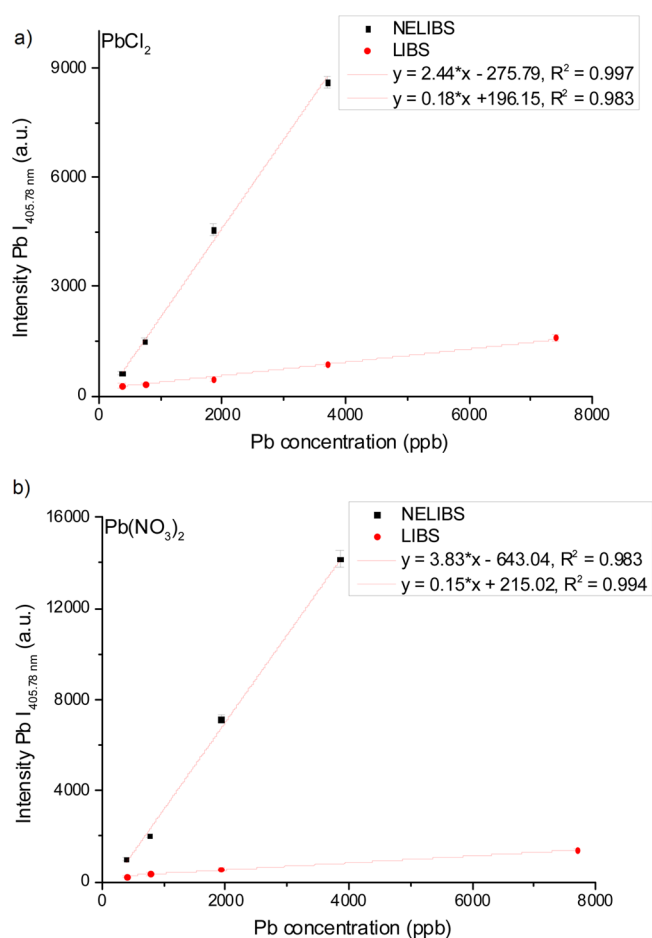 a)
PbCl₂
NELIBS
LIBS
y = 2.44*x - 275.79, R² = 0.997
y = 0.18*x +196.15, R² = 0.983
9000
6000
3000
0
Intensity Pb I₄₀₅.₇₈ ₙₘ (a.u.)
0 2000 4000 6000 8000
Pb concentration (ppb)
b)
Pb(NO₃)₂
NELIBS
LIBS
y = 3.83*x - 643.04, R² = 0.983
y = 0.15*x + 215.02, R² = 0.994
16000
12000
8000
4000
0
Intensity Pb I₄₀₅.₇₈ ₙₘ (a.u.)
0 2000 4000 6000 8000
Pb concentration (ppb)